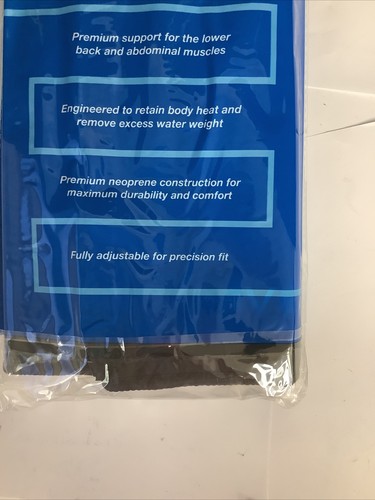 Premium support for the lower
back and abdominal muscles
Engineered to retain body heat and
remove excess water weight
Premium neoprene construction for
maximum durability and comfort
Fully adjustable for precision fit